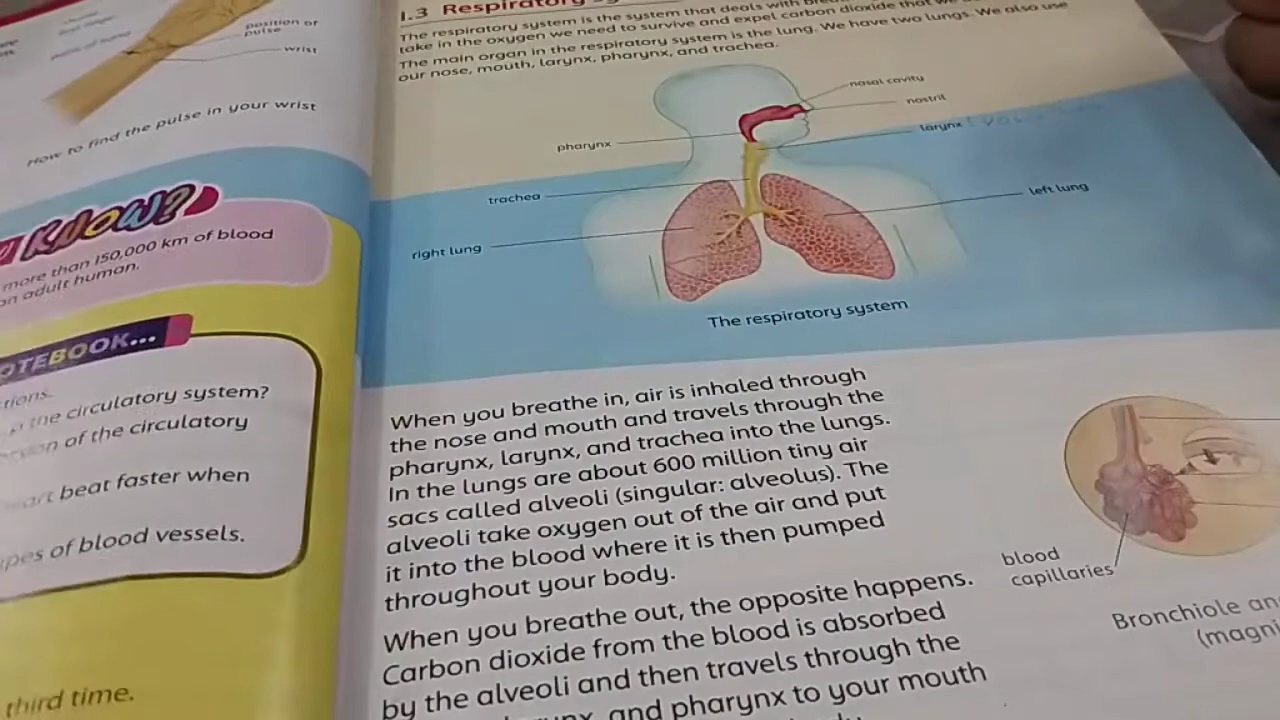 position of
pulse
wrist
How to find the pulse in your wrist
KNOW?
more than 150,000 km of blood
an adult human.
OTEBOOK...
tions.
the circulatory system?
of the circulatory
beat faster when
pes of blood vessels.
third time.
1.3 Respiratory
The respiratory system is the system that deals with
take in the oxygen we need to survive and expel carbon dioxide that we
The main organ in the respiratory system is the lung. We have two lungs. We also use
our nose, mouth, larynx, pharynx, and trachea.
nasal cavity
nostril
larynx
pharynx
trachea
left lung
right lung
The respiratory system
When you breathe in, air is inhaled through
the nose and mouth and travels through the
pharynx, larynx, and trachea into the lungs.
In the lungs are about 600 million tiny air
sacs called alveoli (singular: alveolus). The
alveoli take oxygen out of the air and put
it into the blood where it is then pumped
throughout your body.
When you breathe out, the opposite happens.
Carbon dioxide from the blood is absorbed
by the alveoli and then travels through the
and pharynx to your mouth
blood
capillaries
Bronchiole
(magni